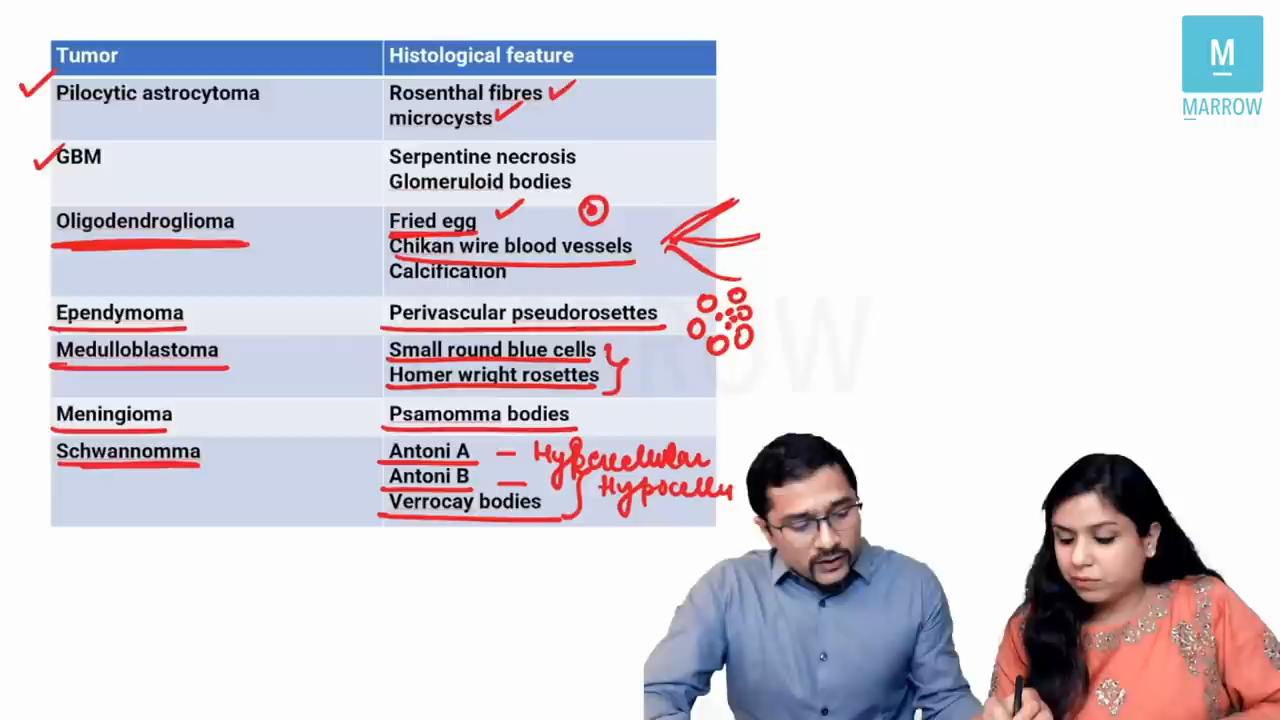 Tumor Histological feature
Pilocytic astrocytoma Rosenthal fibres
microcysts
GBM Serpentine necrosis
Glomeruloid bodies
Oligodendroglioma Fried egg
Chikan wire blood vessels
Calcification
Ependymoma Perivascular pseudorosettes
Medulloblastoma Small round blue cells
Homer wright rosettes
Meningioma Psamomma bodies
Schwannomma Antoni A - Hypercellular
Antoni B - Hypocellu
Verrocay bodies
M
MARROW